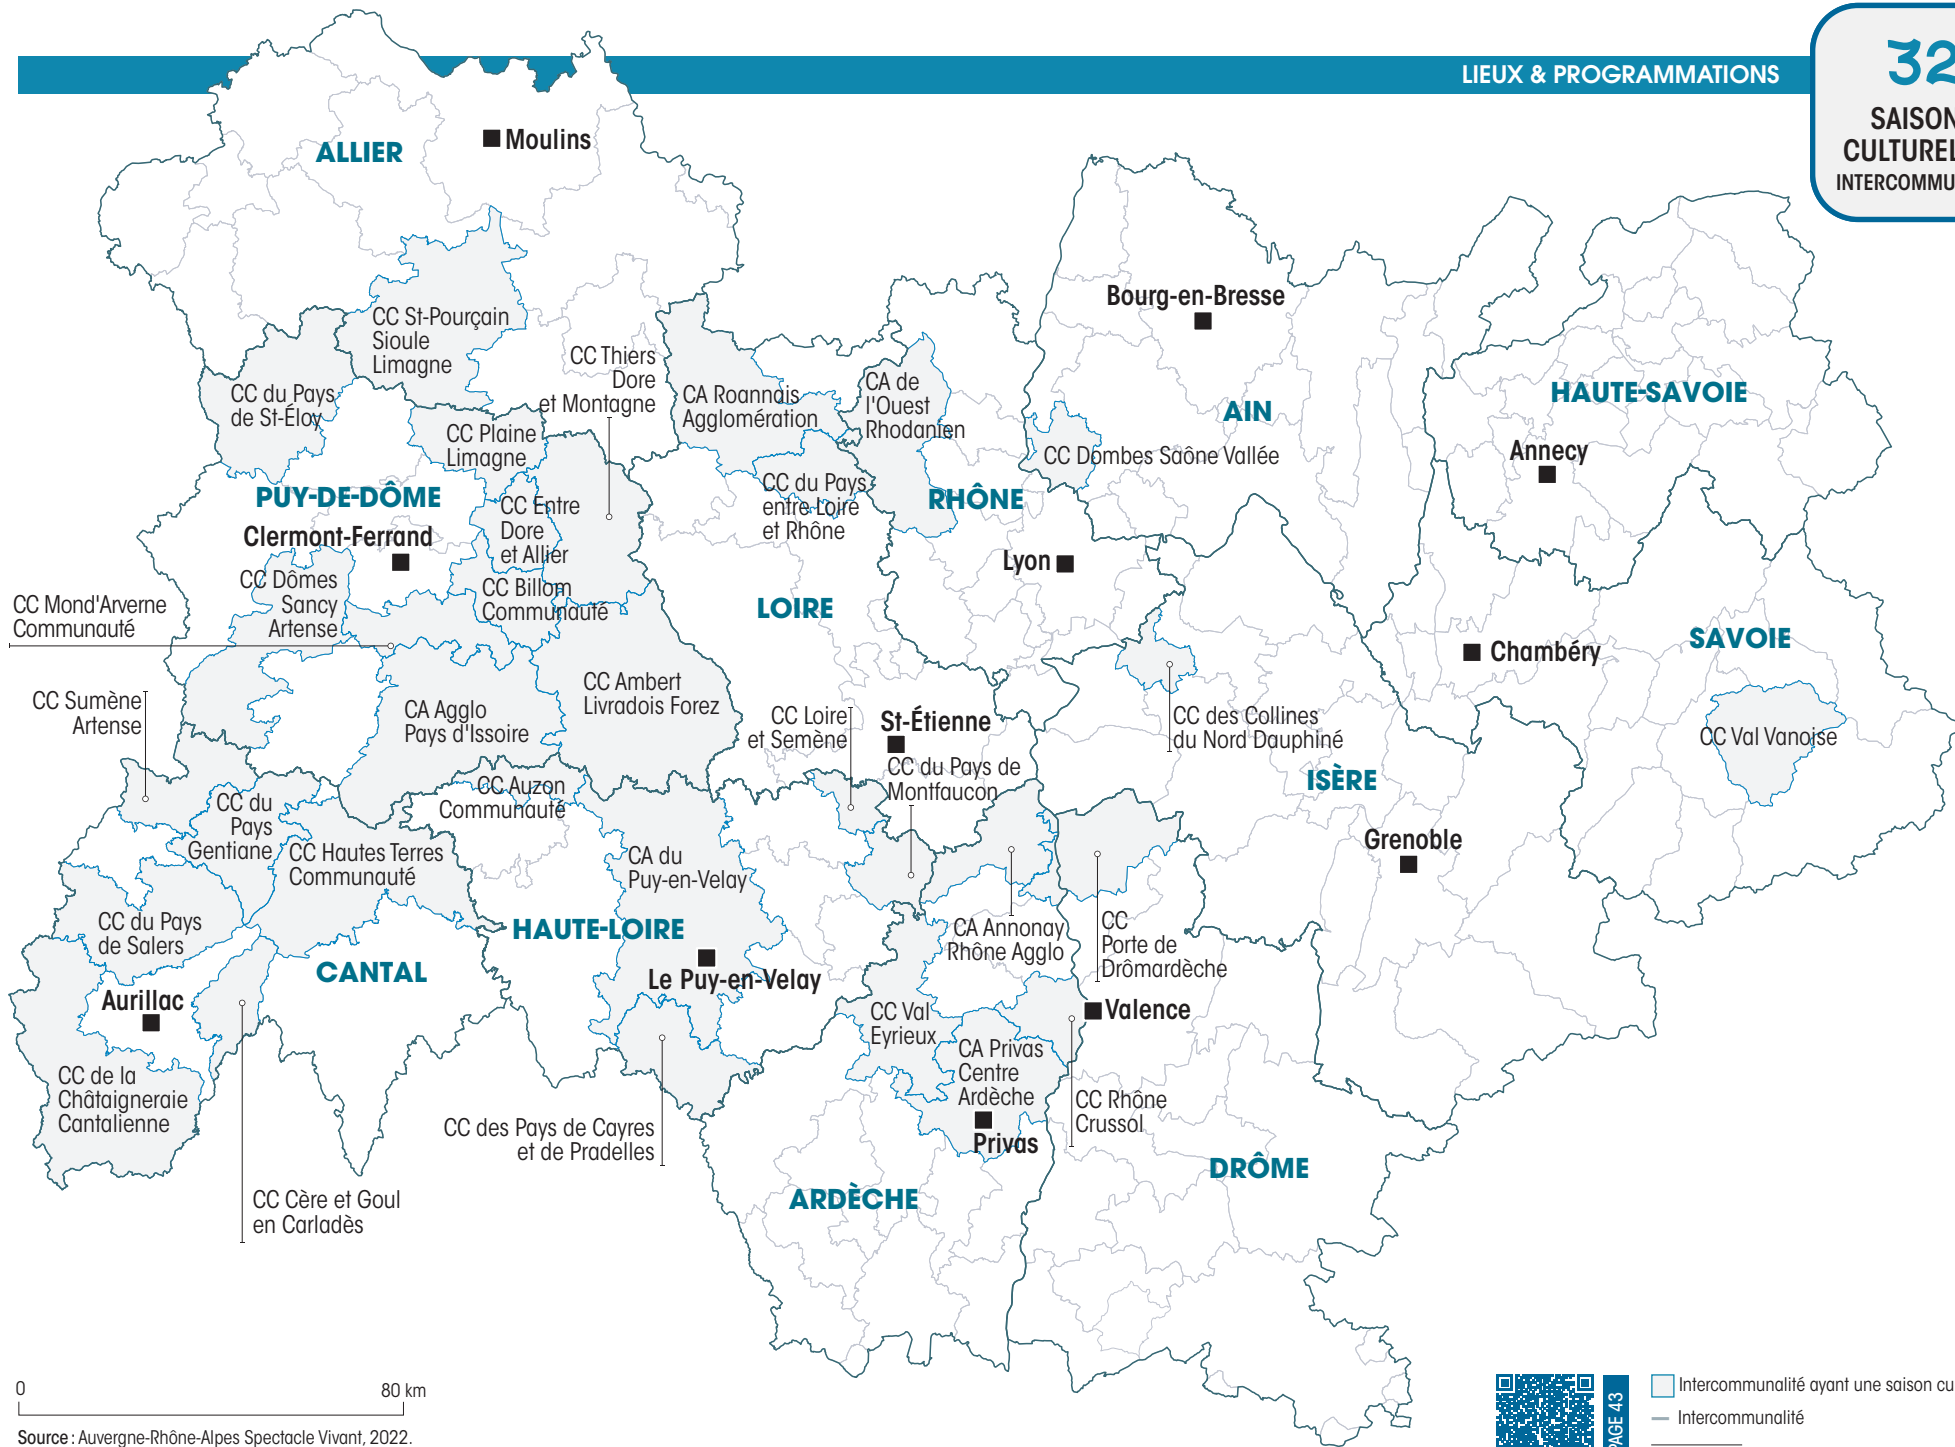 LIEUX & PROGRAMMATIONS
32
SAISON
CULTUREL
INTERCOMMU
ALLIER
Moulins
CC St-Pourçain
Sioule
Limagne
CC du Pays
de St-Éloy
CC Thiers
Dore
et Montagne
CA Roannais
Agglomération
CA de
l'Ouest
Rhodanien
Bourg-en-Bresse
AIN
CC Dombes Saône Vallée
HAUTE-SAVOIE
Annecy
CC Plaine
Limagne
PUY-DE-DÔME
Clermont-Ferrand
CC Entre
Dore
et Allier
CC du Pays
entre Loire
et Rhône
RHÔNE
Lyon
CC Dômes
Sancy
Artense
CC Billom
Communauté
CC Mond'Arverne
Communauté
LOIRE
Chambéry
SAVOIE
CC Sumène
Artense
CA Agglo
Pays d'Issoire
CC Ambert
Livradois Forez
CC Loire
et Semène
St-Étienne
CC du Pays de
Montfaucon
CC des Collines
du Nord Dauphiné
ISÈRE
CC Val Vanoise
Grenoble
CC Auzon
Communauté
CC du
Pays
Gentiane
CC Hautes Terres
Communauté
CA du
Puy-en-Velay
CC du Pays
de Salers
HAUTE-LOIRE
Le Puy-en-Velay
CA Annonay
Rhône Agglo
CC
Porte de
Drômardèche
CANTAL
Aurillac
Valence
CC Val
Eyrieux
CA Privas
Centre
Ardèche
Privas
CC Rhône
Crussol
CC de la
Châtaigneraie
Cantalienne
CC des Pays de Cayres
et de Pradelles
CC Cère et Goul
en Carladès
ARDÈCHE
DRÔME
0 80 km
Source : Auvergne-Rhône-Alpes Spectacle Vivant, 2022.
PAGE 43
Intercommunalité ayant une saison cu
Intercommunalité